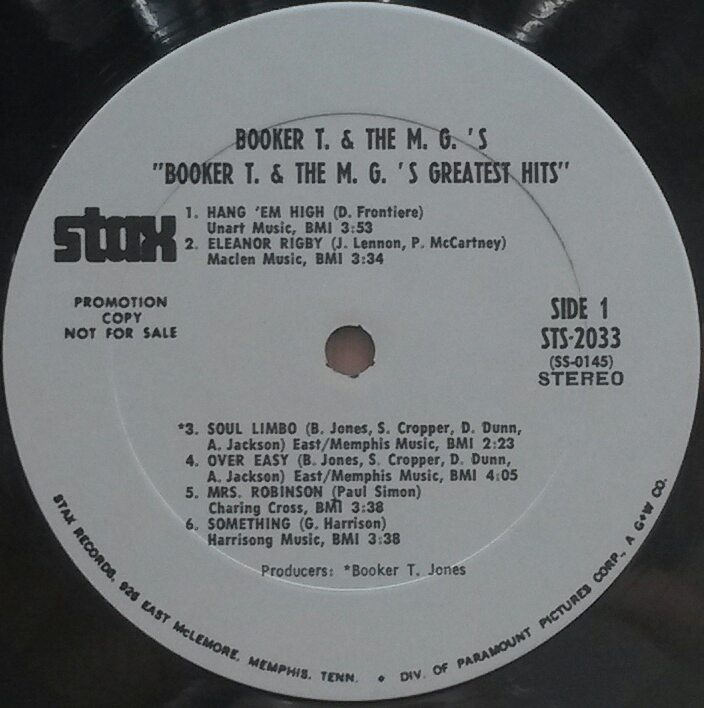 BOOKER T. & THE M. G. 'S
"BOOKER T. & THE M. G. 'S GREATEST HITS"
stax
1. HANG 'EM HIGH (D. Frontiere)
Unart Music, BMI 3:53
2. ELEANOR RIGBY (J. Lennon, P. McCartney)
Maclen Music, BMI 3:34
PROMOTION
COPY
NOT FOR SALE
SIDE 1
STS-2033
(SS-0145)
STEREO
*3. SOUL LIMBO (B. Jones, S. Cropper, D. Dunn,
A. Jackson) East/Memphis Music, BMI 2:23
4. OVER EASY (B. Jones, S. Cropper, D. Dunn,
A. Jackson) East/Memphis Music, BMI 4:05
5. MRS. ROBINSON (Paul Simon)
Charing Cross, BMI 3:38
6. SOMETHING (G. Harrison)
Harrisong Music, BMI 3:38
Producers: *Booker T. Jones
STAX RECORDS, 926 EAST McLEMORE, MEMPHIS, TENN. • DIV. OF PARAMOUNT PICTURES CORP., A G+W CO.